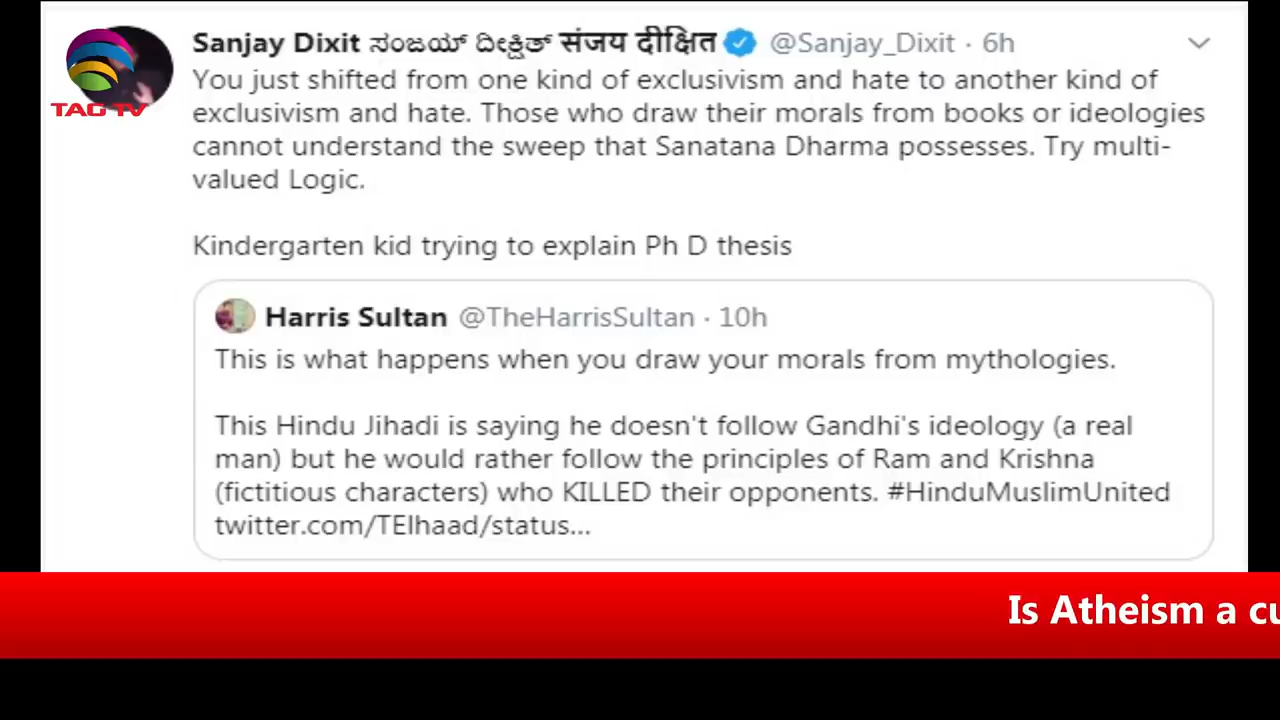 TAG TV
Sanjay Dixit ಸಂಜಯ್ ದೀಕ್ಷಿತ್ संजय दीक्षित @Sanjay_Dixit · 6h
You just shifted from one kind of exclusivism and hate to another kind of
exclusivism and hate. Those who draw their morals from books or ideologies
cannot understand the sweep that Sanatana Dharma possesses. Try multi-
valued Logic.
Kindergarten kid trying to explain Ph D thesis
Harris Sultan @TheHarrisSultan · 10h
This is what happens when you draw your morals from mythologies.
This Hindu Jihadi is saying he doesn't follow Gandhi's ideology (a real
man) but he would rather follow the principles of Ram and Krishna
(fictitious characters) who KILLED their opponents. #HinduMuslimUnited
twitter.com/TElhaad/status...
Is Atheism a cu